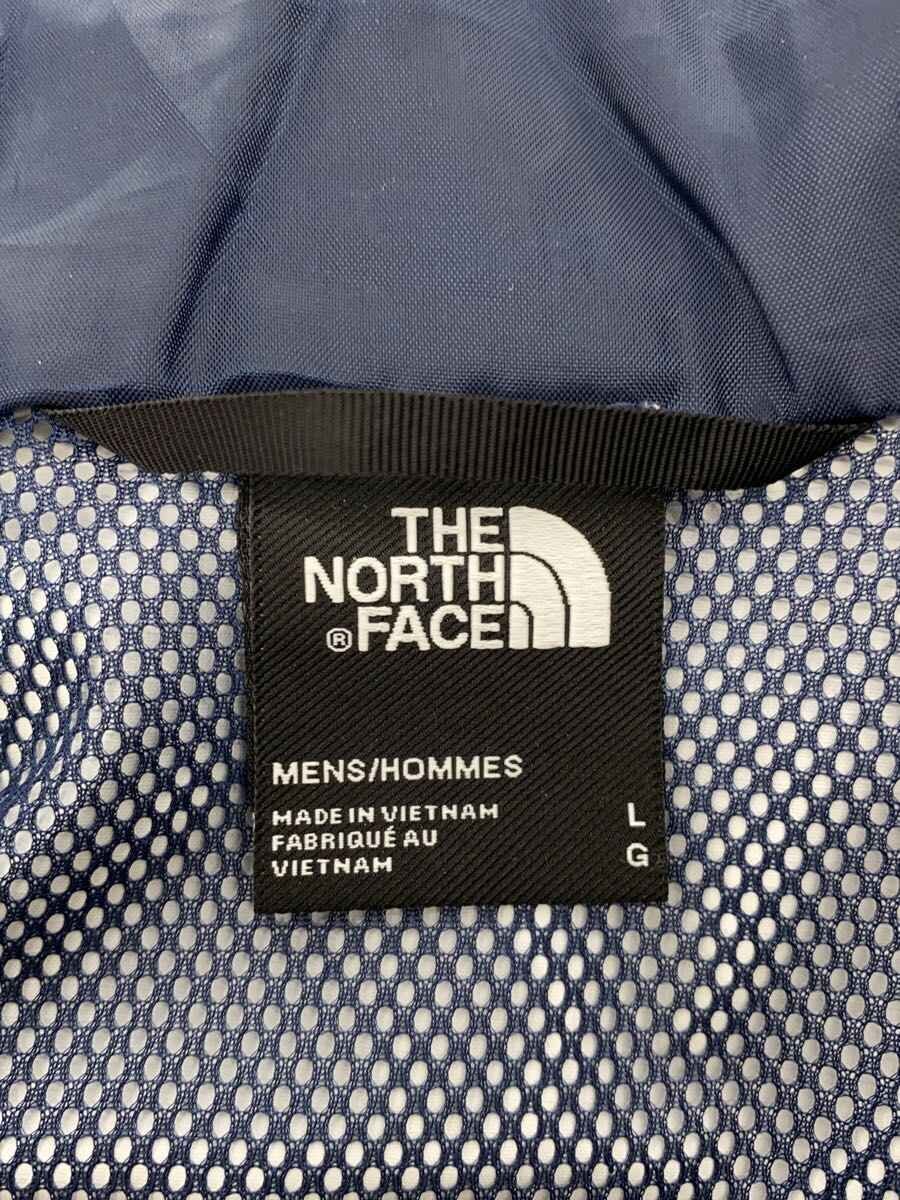 THE
NORTH
® FACE
MENS/HOMMES
MADE IN VIETNAM
FABRIQUÉ AU
VIETNAM
L
G